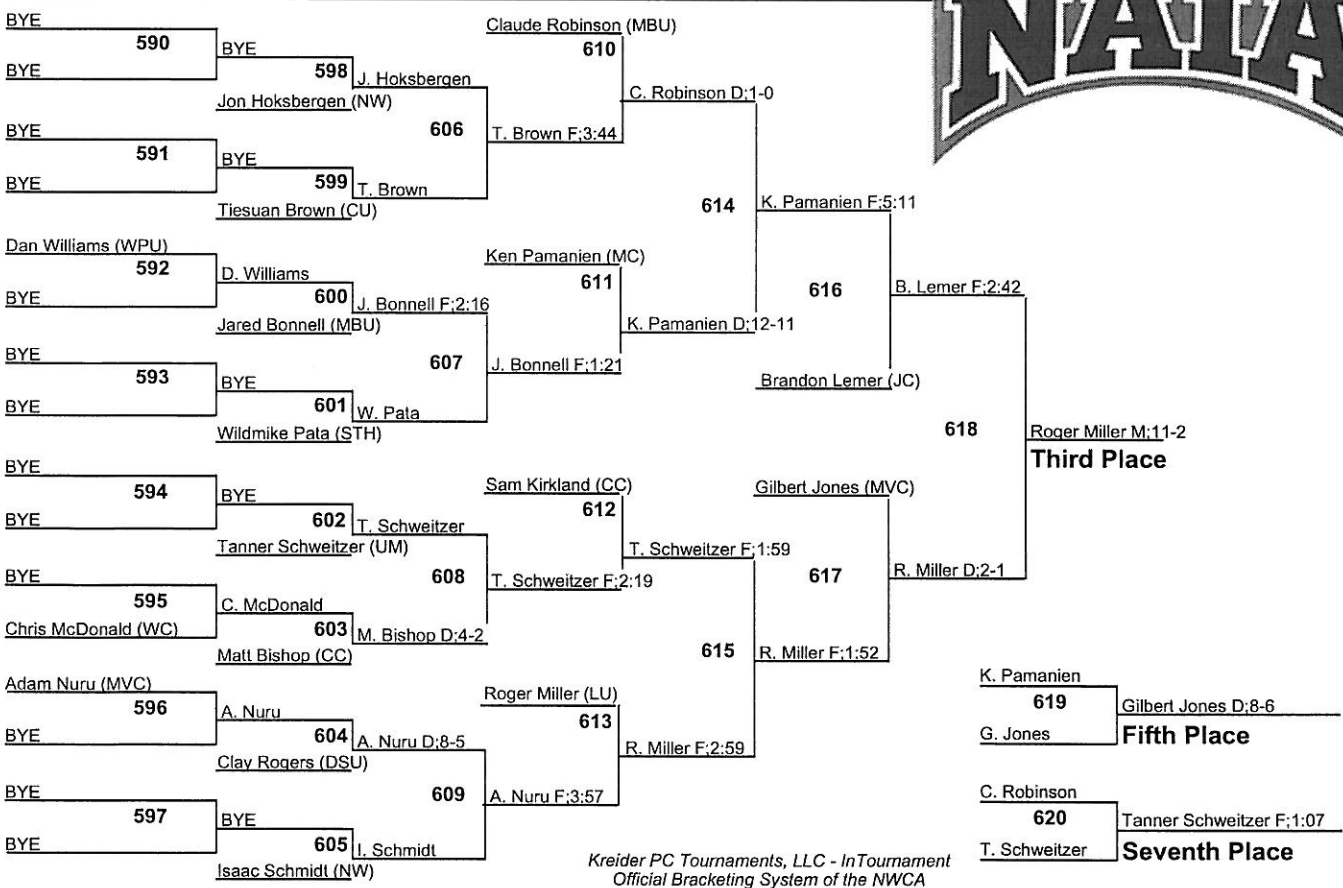 NAIA
BYE
590
BYE
BYE
598
J. Hoksbergen
Jon Hoksbergen (NW)
606
T. Brown F;3:44
BYE
591
BYE
BYE
599
T. Brown
Tiesuan Brown (CU)
Claude Robinson (MBU)
610
C. Robinson D;1-0
614
K. Pamanien F;5:11
Dan Williams (WPU)
592
D. Williams
BYE
600
J. Bonnell F;2:16
Jared Bonnell (MBU)
607
J. Bonnell F;1:21
BYE
593
BYE
BYE
601
W. Pata
Wildmike Pata (STH)
Ken Pamanien (MC)
611
K. Pamanien D;12-11
616
B. Lemer F;2:42
Brandon Lemer (JC)
618
Roger Miller M;11-2
Third Place
BYE
594
BYE
BYE
602
T. Schweitzer
Tanner Schweitzer (UM)
608
T. Schweitzer F;2:19
BYE
595
C. McDonald
Chris McDonald (WC)
603
M. Bishop D;4-2
Matt Bishop (CC)
Sam Kirkland (CC)
612
T. Schweitzer F;1:59
Gilbert Jones (MVC)
617
R. Miller D;2-1
615
R. Miller F;1:52
Adam Nuru (MVC)
596
A. Nuru
BYE
604
A. Nuru D;8-5
Clay Rogers (DSU)
609
A. Nuru F;3:57
BYE
597
BYE
BYE
605
I. Schmidt
Isaac Schmidt (NW)
Roger Miller (LU)
613
R. Miller F;2:59
K. Pamanien
619
Gilbert Jones D;8-6
G. Jones
Fifth Place
C. Robinson
620
Tanner Schweitzer F;1:07
T. Schweitzer
Seventh Place
Kreider PC Tournaments, LLC - InTournament
Official Bracketing System of the NWCA